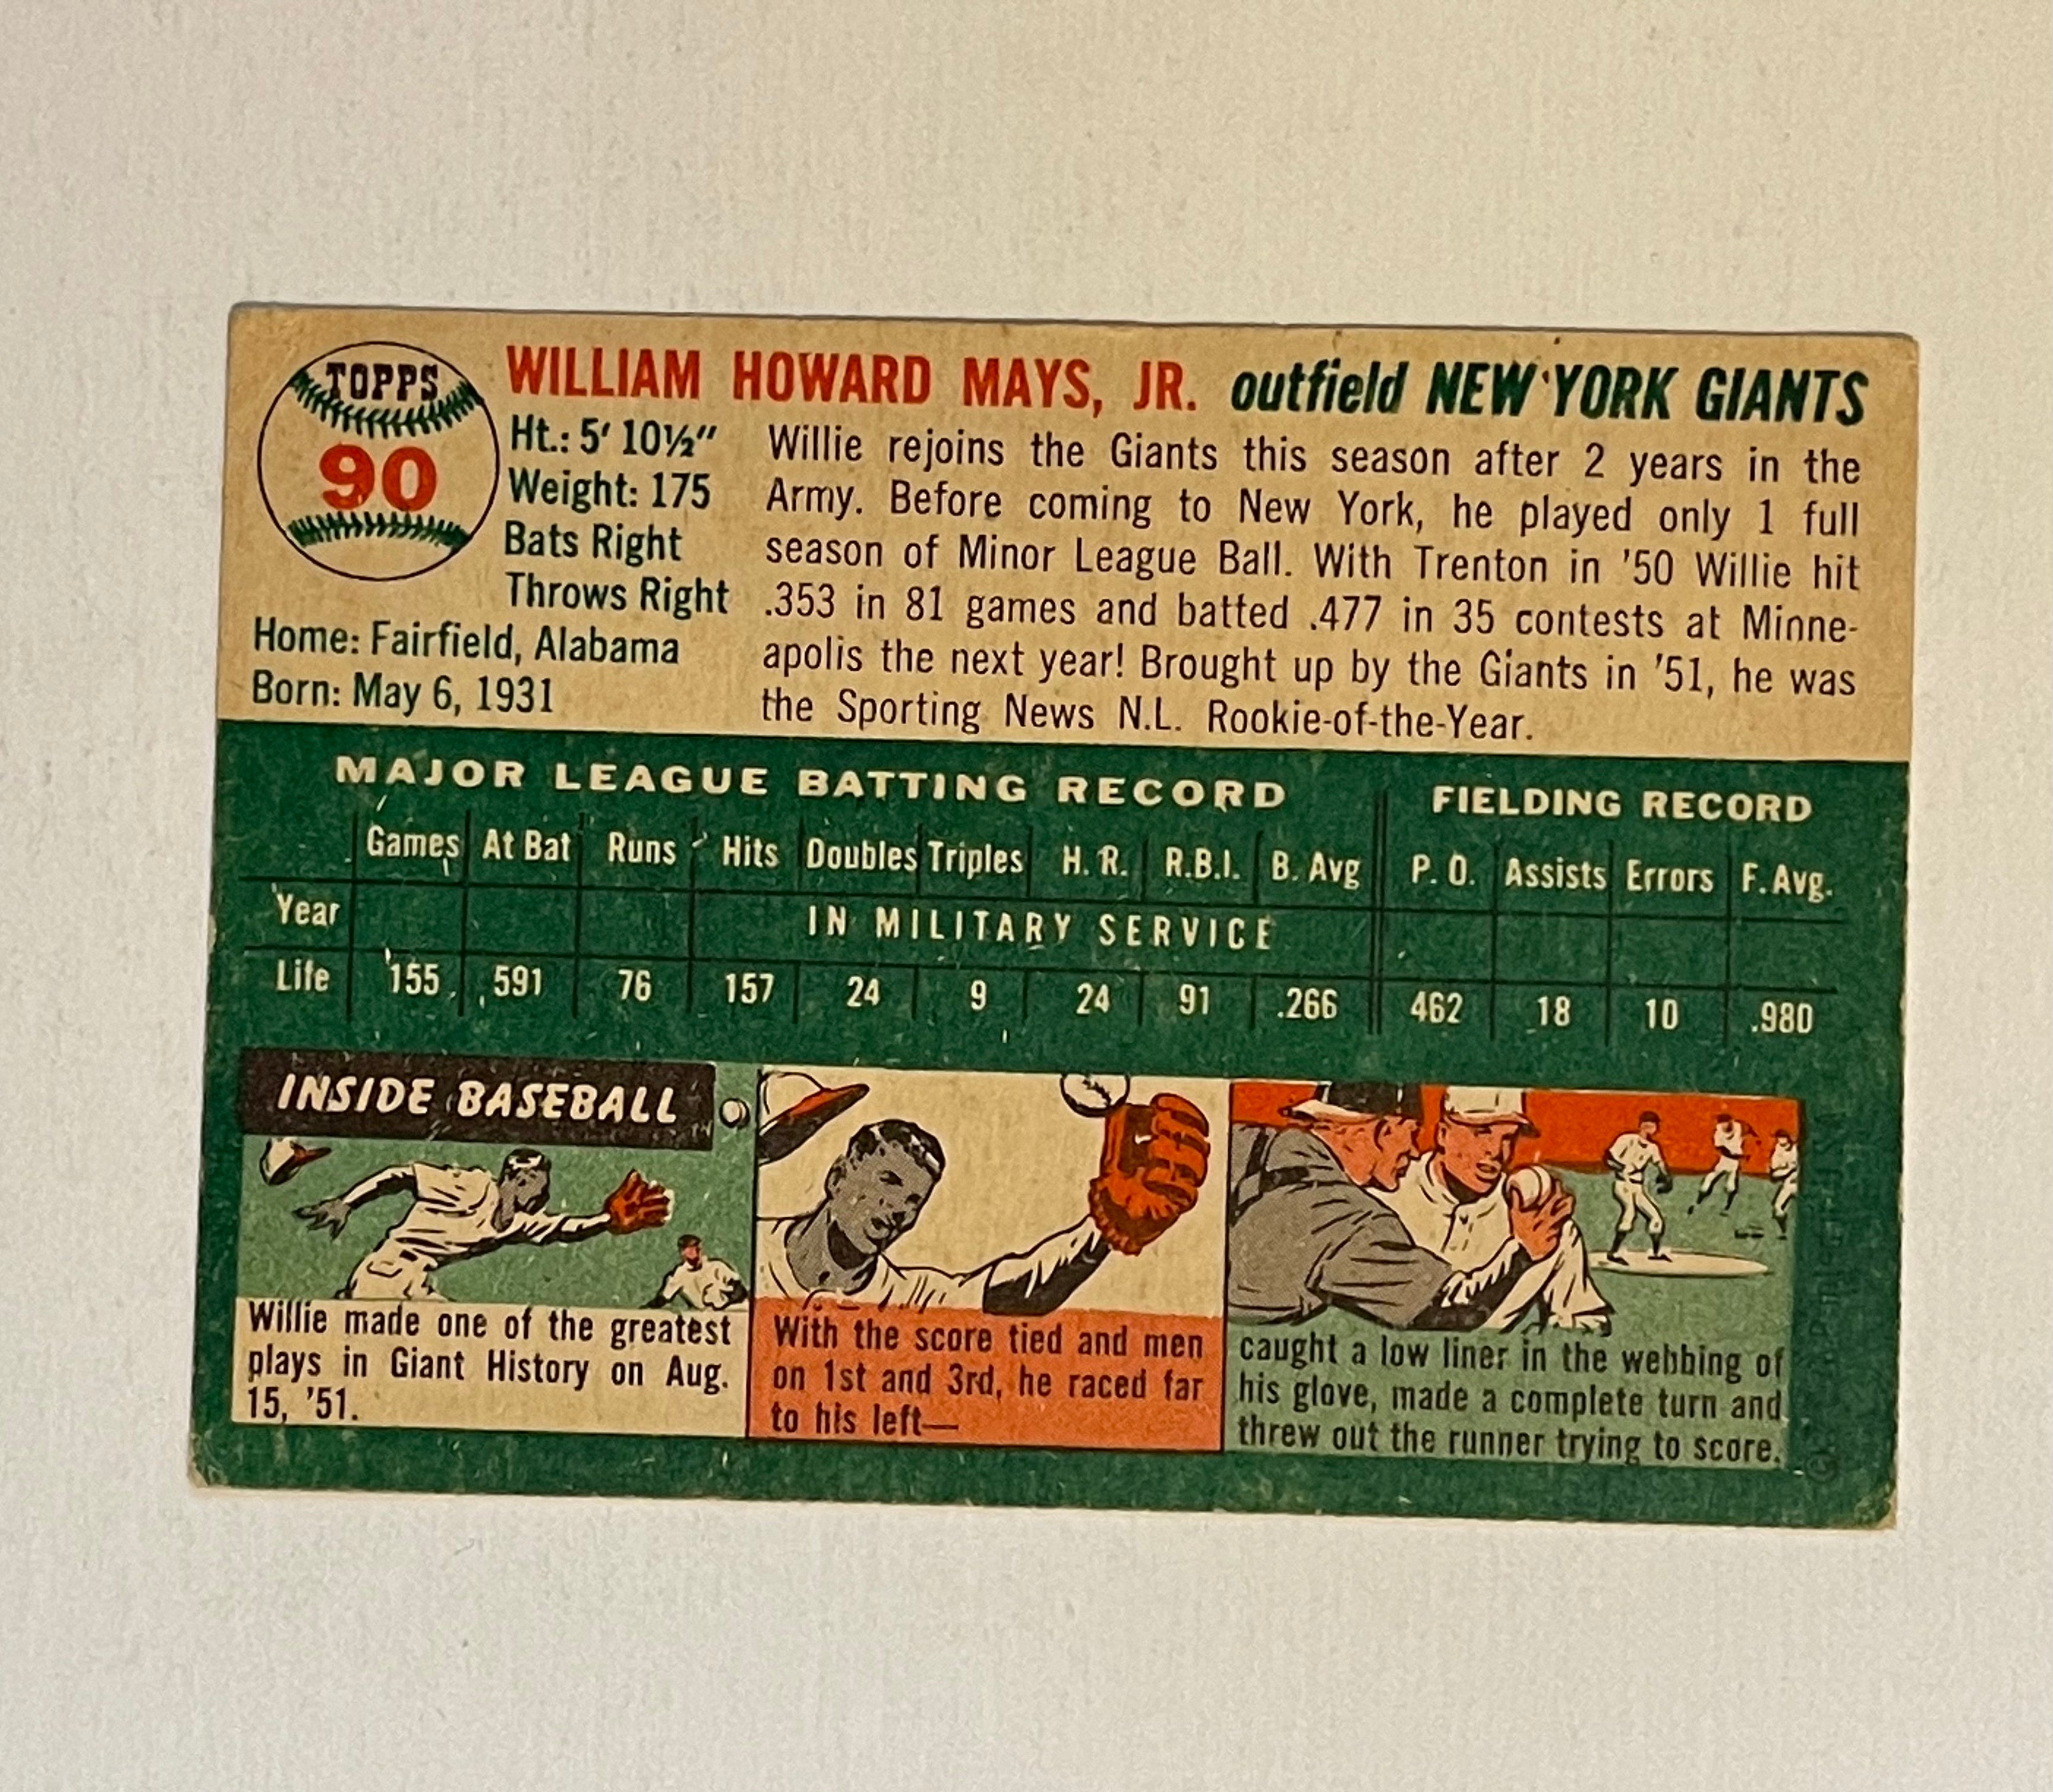 TOPPS
90
WILLIAM HOWARD MAYS, JR. outfield NEW YORK GIANTS
Ht.: 5' 10½"
Weight: 175
Bats Right
Throws Right
Home: Fairfield, Alabama
Born: May 6, 1931
Willie rejoins the Giants this season after 2 years in the
Army. Before coming to New York, he played only 1 full
season of Minor League Ball. With Trenton in '50 Willie hit
.353 in 81 games and batted .477 in 35 contests at Minne-
apolis the next year! Brought up by the Giants in '51, he was
the Sporting News N.L. Rookie-of-the-Year.
MAJOR LEAGUE BATTING RECORD FIELDING RECORD
Games At Bat Runs Hits Doubles Triples H. R. R.B.I. B. Avg P. O. Assists Errors F. Avg.
Year IN MILITARY SERVICE
Life 155 591 76 157 24 9 24 91 .266 462 18 10 .980
INSIDE BASEBALL
Willie made one of the greatest
plays in Giant History on Aug.
15, '51.
With the score tied and men
on 1st and 3rd, he raced far
to his left—
caught a low liner in the webbing of
his glove, made a complete turn and
threw out the runner trying to score.